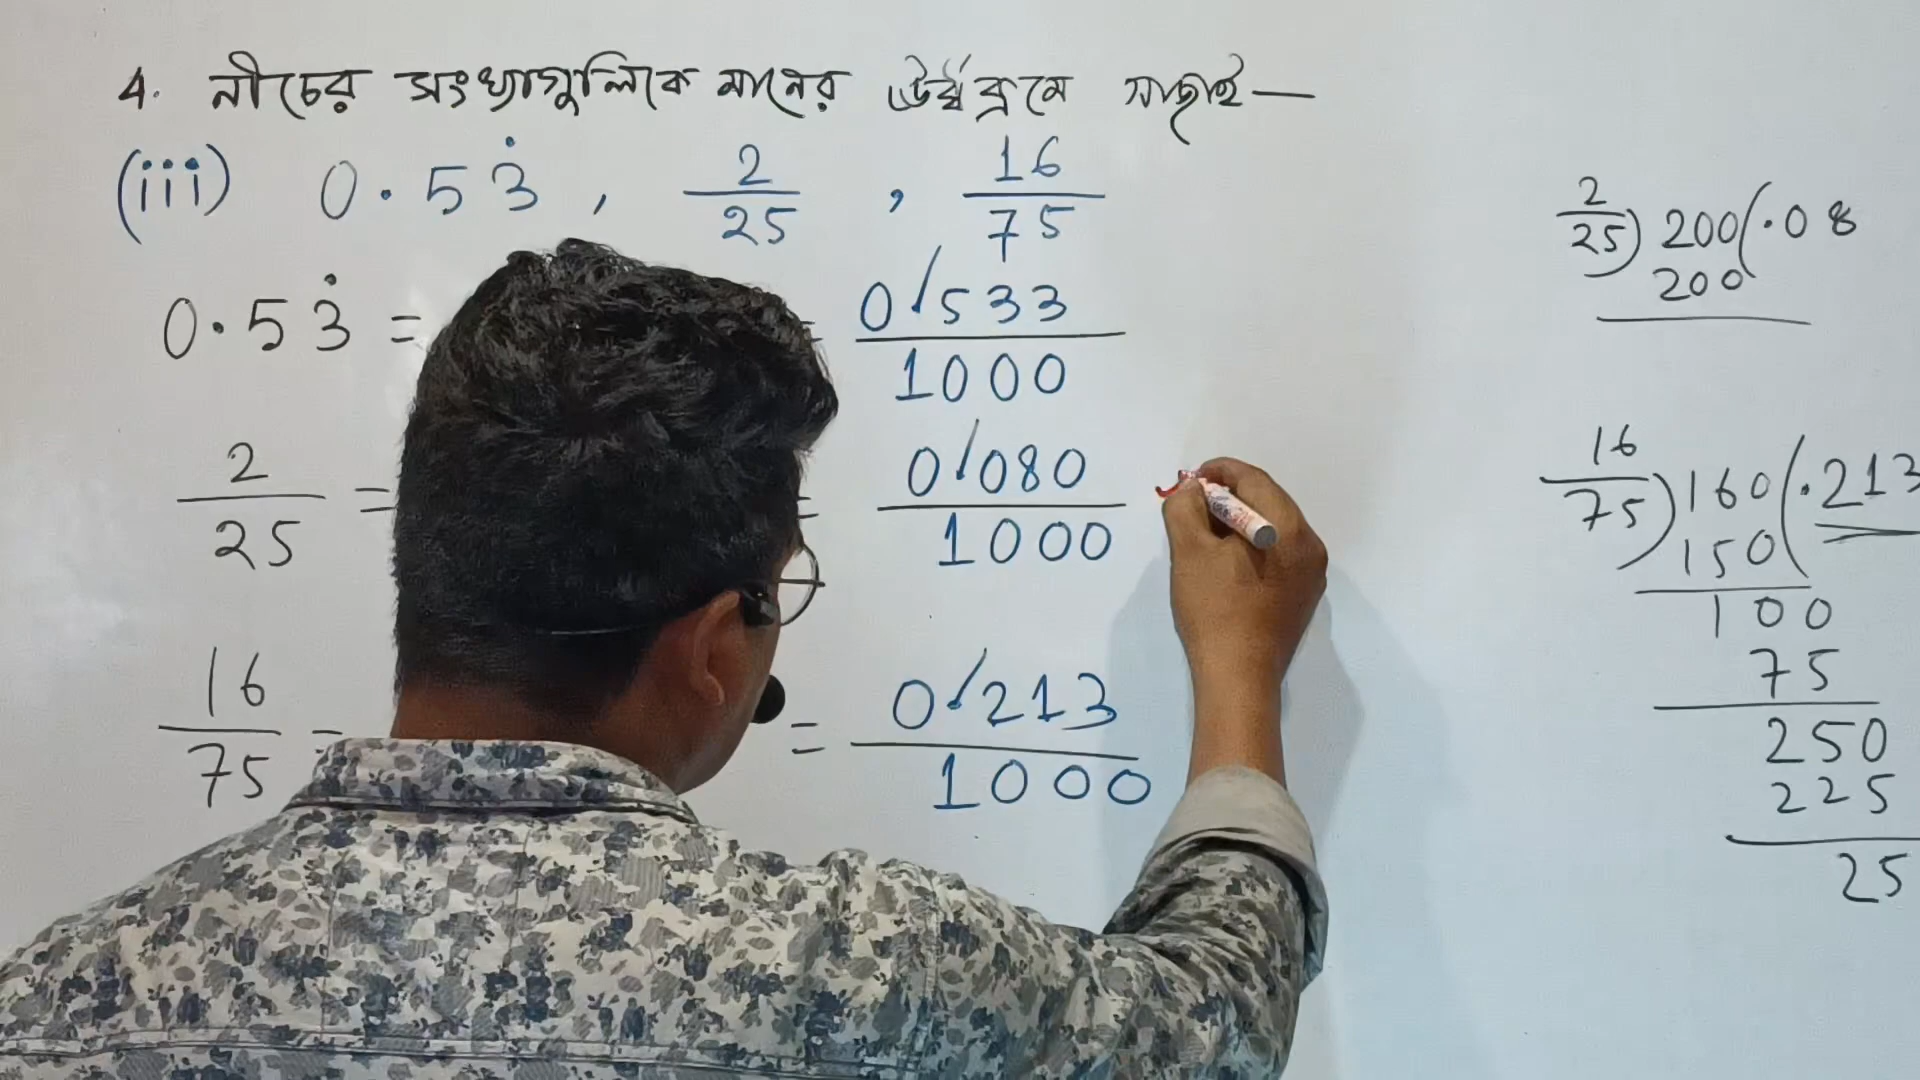 4. নীচের সংখ্যাগুলিকে মানের ঊর্ধ্বক্রমে সাজাই—
(iii) 0.53̇ , 2/25 , 16/75
0.53̇ = = 0/533/1000
2/25 = = 0/080/1000
16/75 = = 0/213/1000
2/25) 200(.08
200
16/75) 160(.213
150
100
75
250
225
25